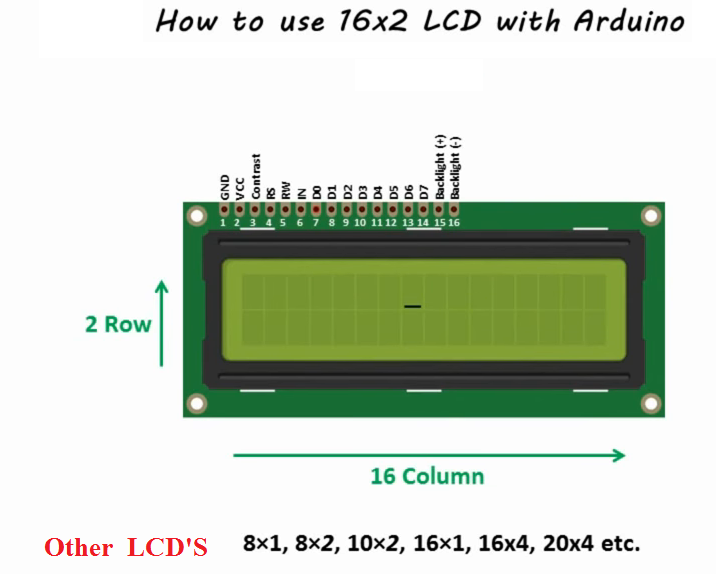 How to use 16x2 LCD with Arduino
GND VCC Contrast RS RW IN D0 D1 D2 D3 D4 D5 D6 D7 Backlight (+) Backlight (-)
1 2 3 4 5 6 7 8 9 10 11 12 13 14 15 16
2 Row
16 Column
Other LCD'S 8×1, 8×2, 10×2, 16×1, 16x4, 20x4 etc.